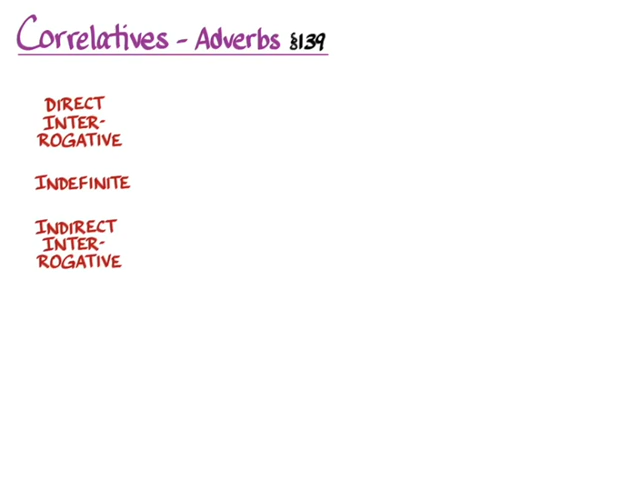 Correlatives - Adverbs §139
DIRECT
INTER-
ROGATIVE
INDEFINITE
INDIRECT
INTER-
ROGATIVE